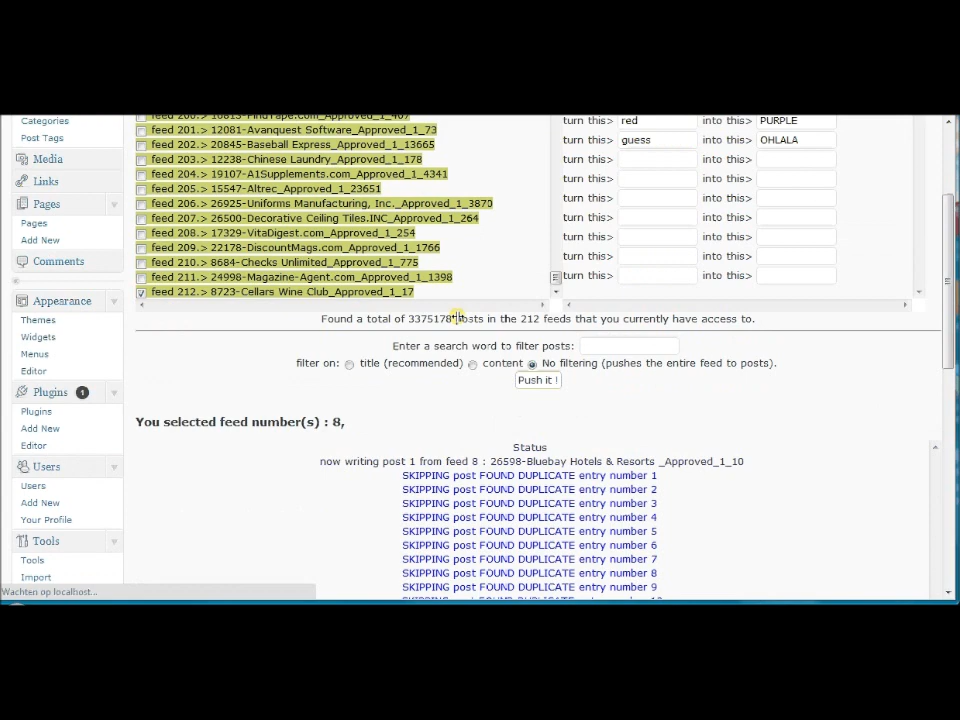 Categories
Post Tags
Media
Links
Pages
Pages
Add New
Comments
Appearance
Themes
Widgets
Menus
Editor
Plugins 1
Plugins
Add New
Editor
Users
Users
Add New
Your Profile
Tools
Tools
Import
Wachten op localhost...
feed 200.> 10813-FindTape.com_Approved_1_407
feed 201.> 12081-Avanquest Software_Approved_1_73
feed 202.> 20845-Baseball Express_Approved_1_13665
feed 203.> 12238-Chinese Laundry_Approved_1_178
feed 204.> 19107-A1Supplements.com_Approved_1_4341
feed 205.> 15547-Altrec_Approved_1_23651
feed 206.> 26925-Uniforms Manufacturing, Inc._Approved_1_3870
feed 207.> 26500-Decorative Ceiling Tiles.INC_Approved_1_264
feed 208.> 17329-VitaDigest.com_Approved_1_254
feed 209.> 22178-DiscountMags.com_Approved_1_1766
feed 210.> 8684-Checks Unlimited_Approved_1_775
feed 211.> 24998-Magazine-Agent.com_Approved_1_1398
feed 212.> 8723-Cellars Wine Club_Approved_1_17
turn this> red into this> PURPLE
turn this> guess into this> OHLALA
turn this> into this>
turn this> into this>
turn this> into this>
turn this> into this>
turn this> into this>
turn this> into this>
turn this> into this>
Found a total of 3375178 posts in the 212 feeds that you currently have access to.
Enter a search word to filter posts:
filter on: title (recommended) content No filtering (pushes the entire feed to posts).
Push it !
You selected feed number(s) : 8,
Status
now writing post 1 from feed 8 : 26598-Bluebay Hotels & Resorts _Approved_1_10
SKIPPING post FOUND DUPLICATE entry number 1
SKIPPING post FOUND DUPLICATE entry number 2
SKIPPING post FOUND DUPLICATE entry number 3
SKIPPING post FOUND DUPLICATE entry number 4
SKIPPING post FOUND DUPLICATE entry number 5
SKIPPING post FOUND DUPLICATE entry number 6
SKIPPING post FOUND DUPLICATE entry number 7
SKIPPING post FOUND DUPLICATE entry number 8
SKIPPING post FOUND DUPLICATE entry number 9